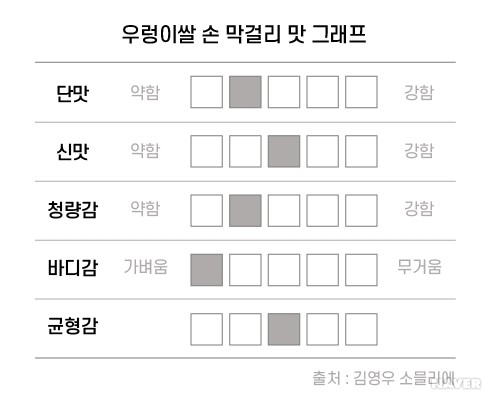 우렁이쌀 손 막걸리 맛 그래프
단맛 약함 강함
신맛 약함 강함
청량감 약함 강함
바디감 가벼움 무거움
균형감
출처 : 김영우 소믈리에
NAVER